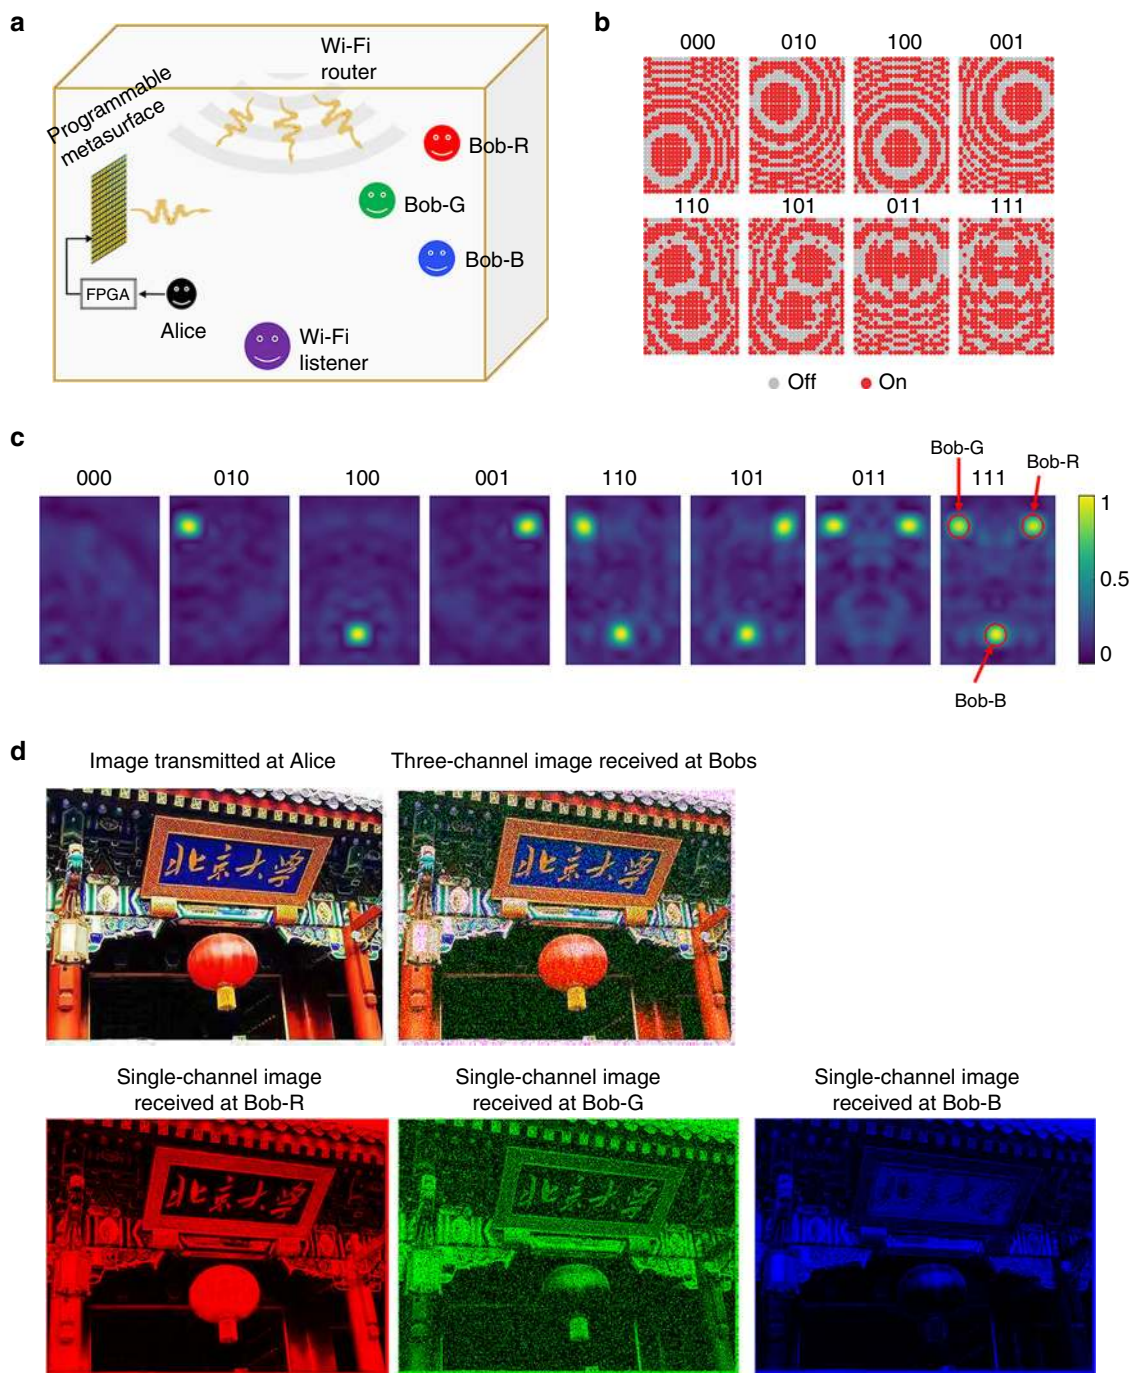 a
Wi-Fi
router
Programmable
metasurface
Bob-R
Bob-G
Bob-B
FPGA
Alice
Wi-Fi
listener
b
000 010 100 001
110 101 011 111
Off On
c
000 010 100 001 110 101 011 111
Bob-G
Bob-R
Bob-B
1
0.5
0
d
Image transmitted at Alice
Three-channel image received at Bobs
北京大学
北京大学
Single-channel image
received at Bob-R
Single-channel image
received at Bob-G
Single-channel image
received at Bob-B
北京大学
北京大学